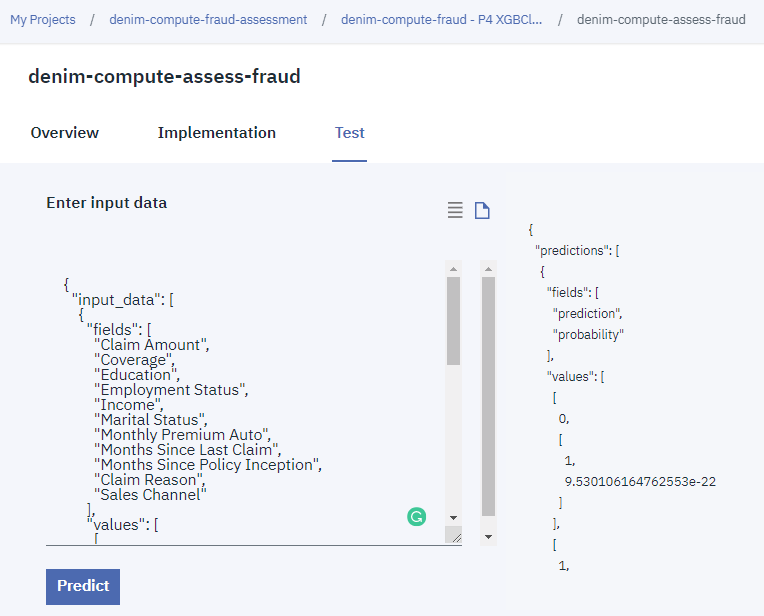 My Projects / denim-compute-fraud-assessment / denim-compute-fraud - P4 XGBCl... / denim-compute-assess-fraud
denim-compute-assess-fraud
Overview Implementation Test
Enter input data
{
"input_data": [
{
"fields": [
"Claim Amount",
"Coverage",
"Education",
"Employment Status",
"Income",
"Marital Status",
"Monthly Premium Auto",
"Months Since Last Claim",
"Months Since Policy Inception",
"Claim Reason",
"Sales Channel"
],
"values": [
[
Predict
{
"predictions": [
{
"fields": [
"prediction",
"probability"
],
"values": [
[
0,
[
1,
9.530106164762553e-22
]
],
[
1,